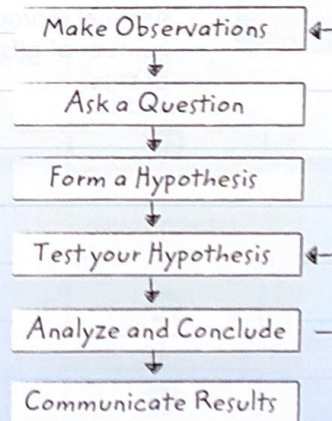 Make Observations
Ask a Question
Form a Hypothesis
Test your Hypothesis
Analyze and Conclude
Communicate Results